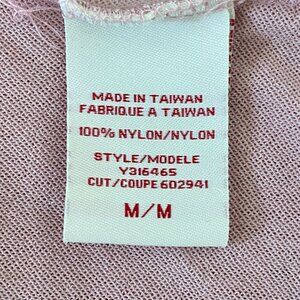 MADE IN TAIWAN
FABRIQUE A TAIWAN
100% NYLON/NYLON
STYLE/MODELE
Y316465
CUT/COUPE 602941
M/M